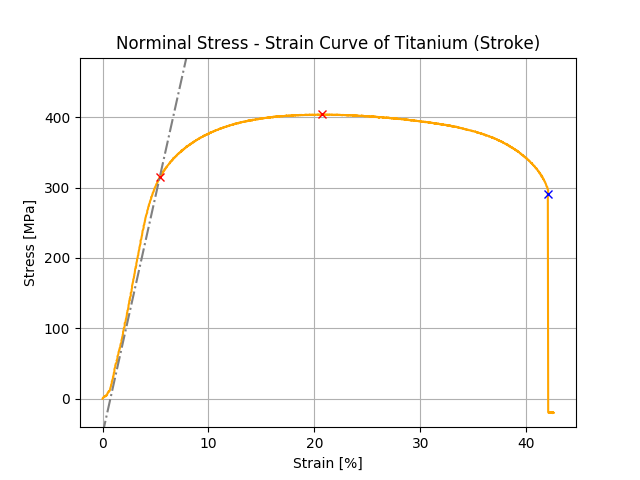 Norminal Stress - Strain Curve of Titanium (Stroke)
Stress [MPa]
400
300
200
100
0
0 10 20 30 40
Strain [%]